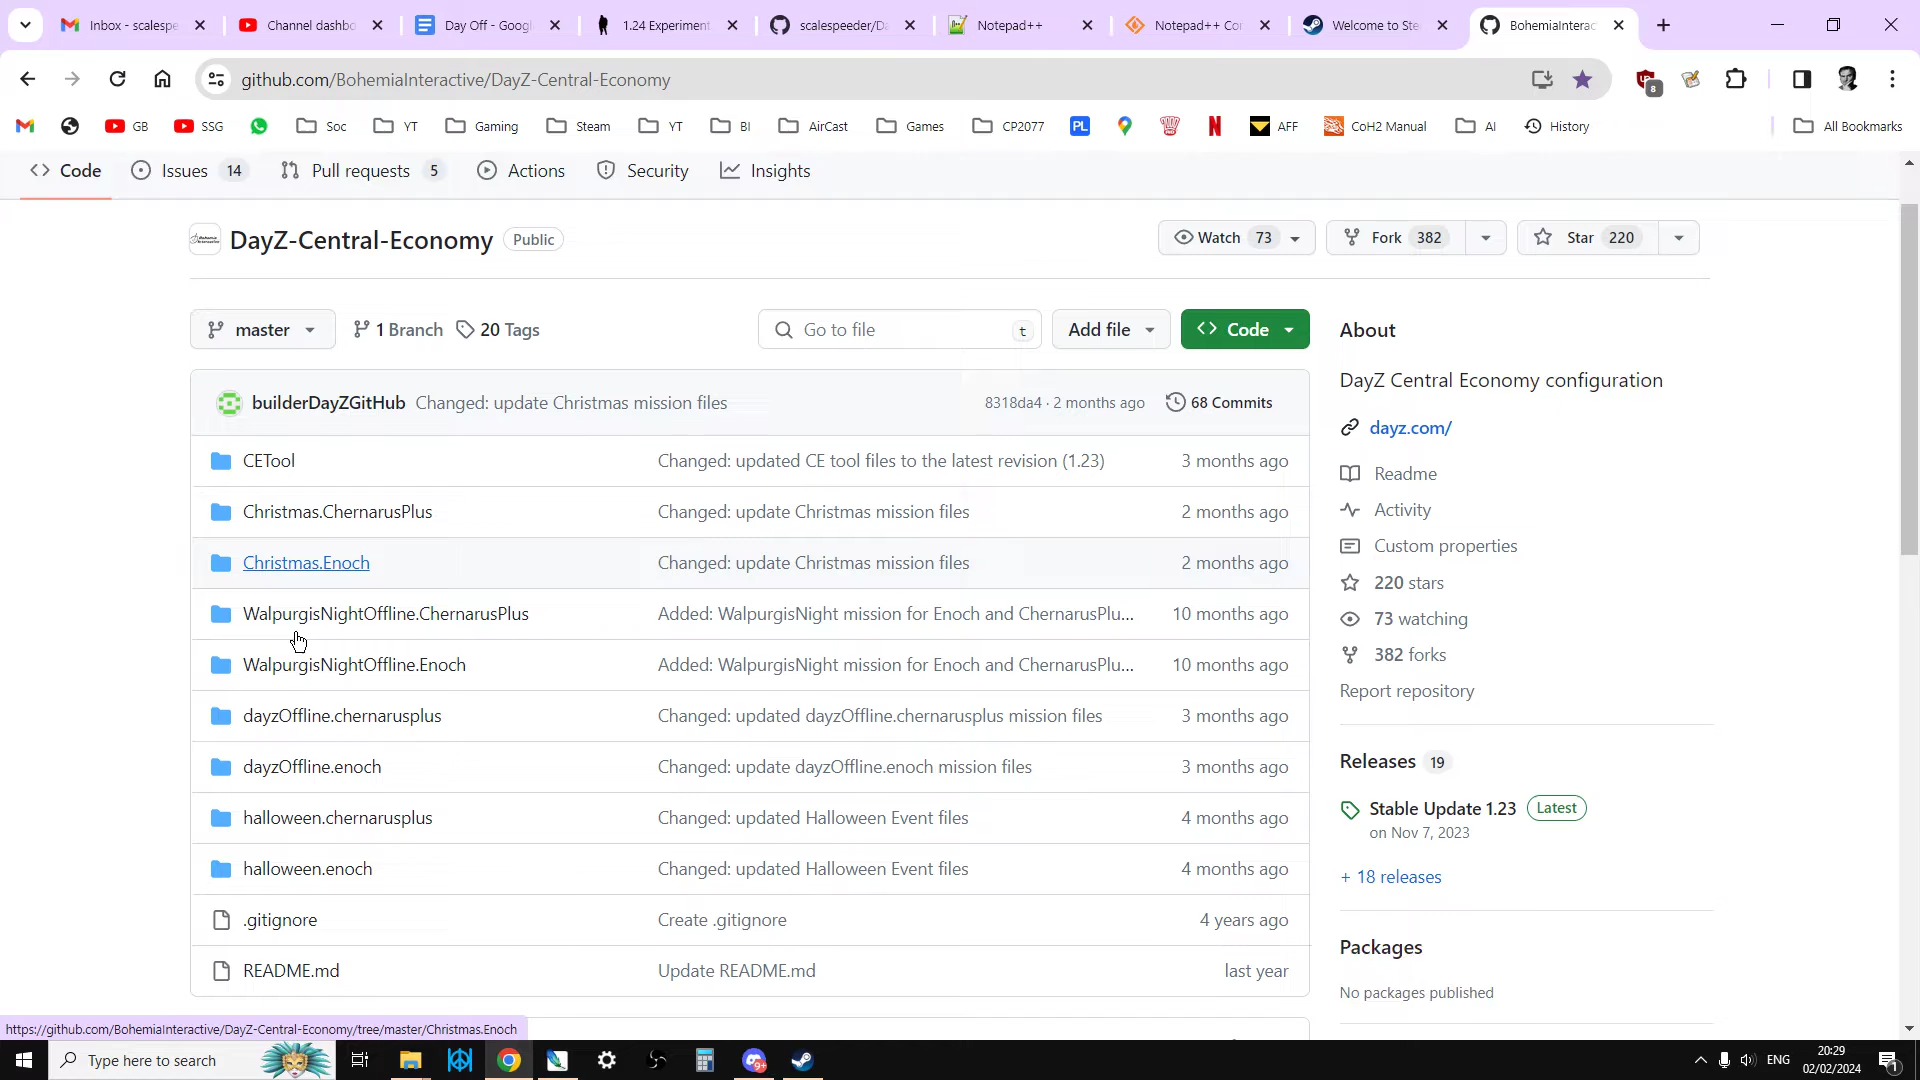 Inbox - scalespe
Channel dashbo
Day Off - Googl
1.24 Experiment
scalespeeder/Da
Notepad++
Notepad++ Cor
Welcome to Ste
BohemiaInterac
github.com/BohemiaInteractive/DayZ-Central-Economy
8
GB
SSG
Soc
YT
Gaming
Steam
YT
BI
AirCast
Games
CP2077
PL
N
AFF
CoH2 Manual
AI
History
All Bookmarks
Code
Issues 14
Pull requests 5
Actions
Security
Insights
DayZ-Central-Economy Public
Watch 73
Fork 382
Star 220
master
1 Branch
20 Tags
Go to file t
Add file
Code
builderDayZGitHub Changed: update Christmas mission files 8318da4 · 2 months ago 68 Commits
CETool Changed: updated CE tool files to the latest revision (1.23) 3 months ago
Christmas.ChernarusPlus Changed: update Christmas mission files 2 months ago
Christmas.Enoch Changed: update Christmas mission files 2 months ago
WalpurgisNightOffline.ChernarusPlus Added: WalpurgisNight mission for Enoch and ChernarusPlu... 10 months ago
WalpurgisNightOffline.Enoch Added: WalpurgisNight mission for Enoch and ChernarusPlu... 10 months ago
dayzOffline.chernarusplus Changed: updated dayzOffline.chernarusplus mission files 3 months ago
dayzOffline.enoch Changed: update dayzOffline.enoch mission files 3 months ago
halloween.chernarusplus Changed: updated Halloween Event files 4 months ago
halloween.enoch Changed: updated Halloween Event files 4 months ago
.gitignore Create .gitignore 4 years ago
README.md Update README.md last year
About
DayZ Central Economy configuration
dayz.com/
Readme
Activity
Custom properties
220 stars
73 watching
382 forks
Report repository
Releases 19
Stable Update 1.23 Latest
on Nov 7, 2023
+ 18 releases
Packages
No packages published
https://github.com/BohemiaInteractive/DayZ-Central-Economy/tree/master/Christmas.Enoch
Type here to search
9+
ENG
20:29
02/02/2024
1